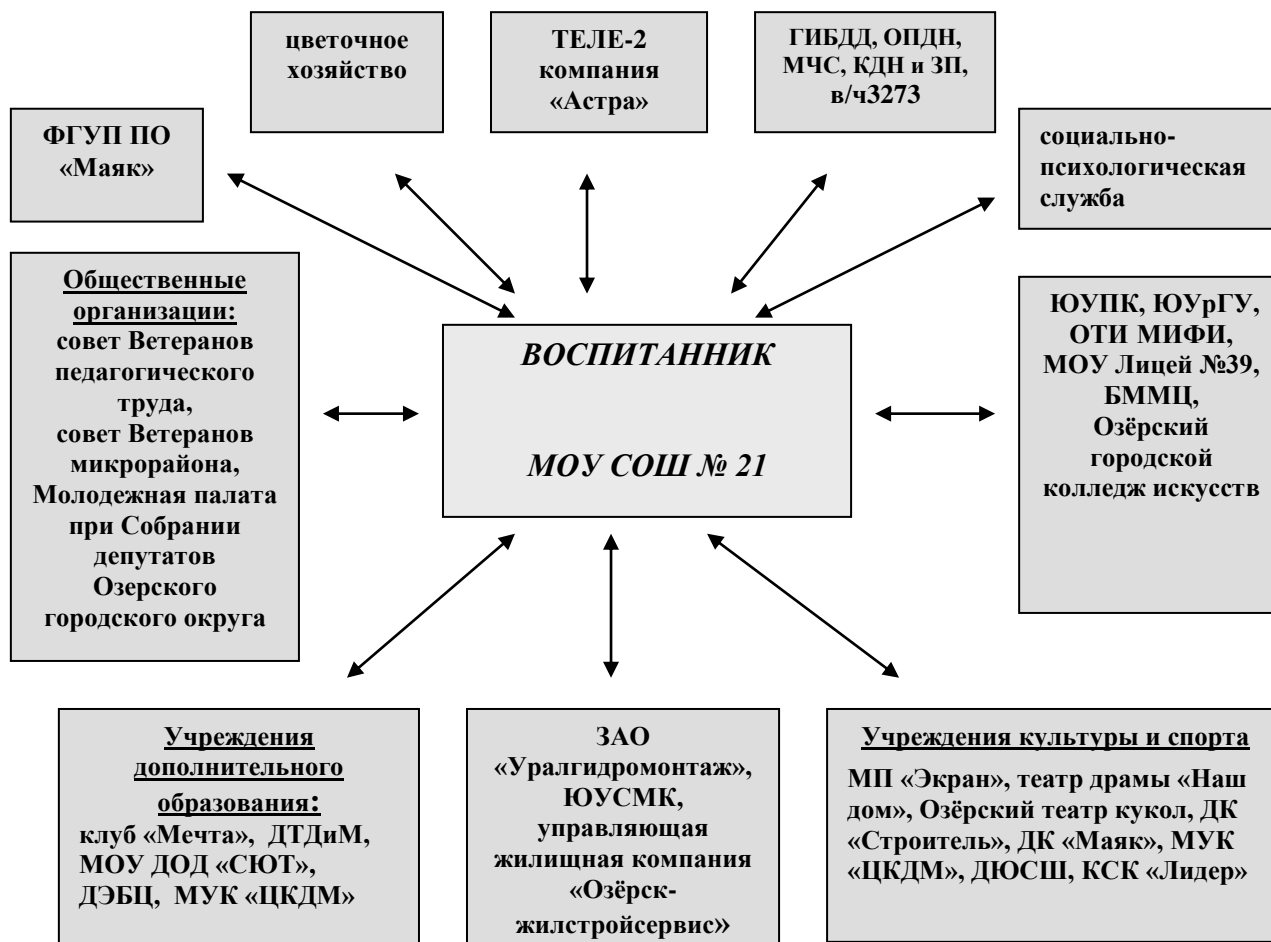 цветочное
хозяйство
ТЕЛЕ-2
компания
«Астра»
ГИБДД, ОПДН,
МЧС, КДН и ЗП,
в/ч3273
ФГУП ПО
«Маяк»
социально-
психологическая
служба
Общественные
организации:
совет Ветеранов
педагогического
труда,
совет Ветеранов
микрорайона,
Молодежная палата
при Собрании
депутатов
Озерского
городского округа
ВОСПИТАННИК
МОУ СОШ № 21
ЮУПК, ЮУрГУ,
ОТИ МИФИ,
МОУ Лицей №39,
БММЦ,
Озёрский
городской
колледж искусств
Учреждения
дополнительного
образования:
клуб «Мечта», ДТДиМ,
МОУ ДОД «СЮТ»,
ДЭБЦ, МУК «ЦКДМ»
ЗАО
«Уралгидромонтаж»,
ЮУСМК,
управляющая
жилищная компания
«Озёрск-
жилстройсервис»
Учреждения культуры и спорта
МП «Экран», театр драмы «Наш
дом», Озёрский театр кукол, ДК
«Строитель», ДК «Маяк», МУК
«ЦКДМ», ДЮСШ, КСК «Лидер»